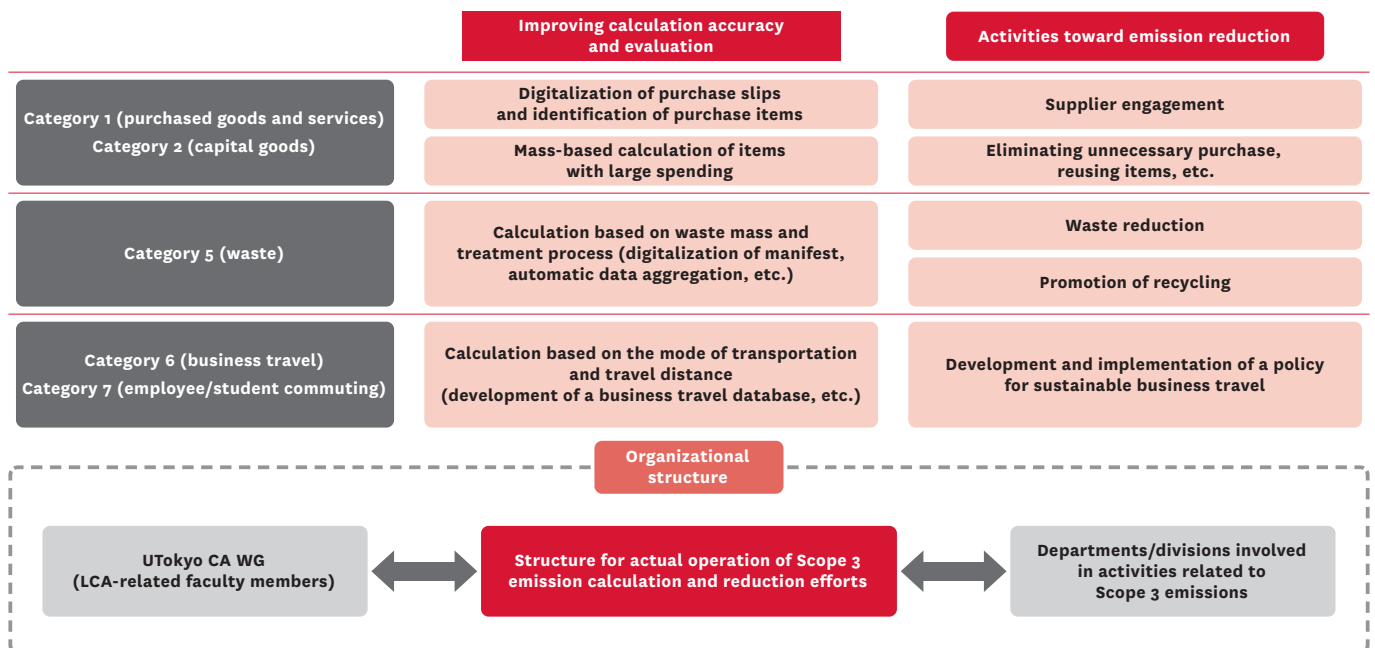 Improving calculation accuracy
and evaluation
Activities toward emission reduction
Category 1 (purchased goods and services)
Category 2 (capital goods)
Digitalization of purchase slips
and identification of purchase items
Mass-based calculation of items
with large spending
Supplier engagement
Eliminating unnecessary purchase,
reusing items, etc.
Category 5 (waste)
Calculation based on waste mass and
treatment process (digitalization of manifest,
automatic data aggregation, etc.)
Waste reduction
Promotion of recycling
Category 6 (business travel)
Category 7 (employee/student commuting)
Calculation based on the mode of transportation
and travel distance
(development of a business travel database, etc.)
Development and implementation of a policy
for sustainable business travel
Organizational
structure
UTokyo CA WG
(LCA-related faculty members)
Structure for actual operation of Scope 3
emission calculation and reduction efforts
Departments/divisions involved
in activities related to
Scope 3 emissions